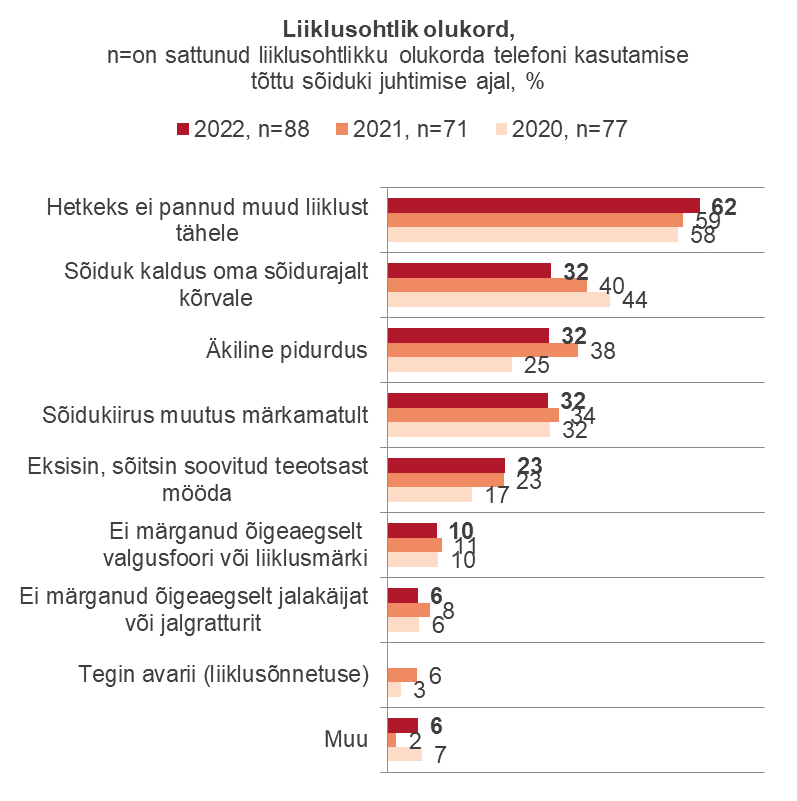 Liiklusohtlik olukord,
n=on sattunud liiklusohtlikku olukorda telefoni kasutamise
tõttu sõiduki juhtimise ajal, %
2022, n=88 2021, n=71 2020, n=77
Hetkeks ei pannud muud liiklust
tähele
62
59
58
Sõiduk kaldus oma sõidurajalt
kõrvale
32
40
44
Äkiline pidurdus
32
38
25
Sõidukiirus muutus märkamatult
32
34
32
Eksisin, sõitsin soovitud teeotsast
mööda
23
23
17
Ei märganud õigeaegselt
valgusfoori või liiklusmärki
10
11
10
Ei märganud õigeaegselt jalakäijat
või jalgratturit
6
8
6
Tegin avarii (liiklusõnnetuse)
6
3
Muu
6
2
7